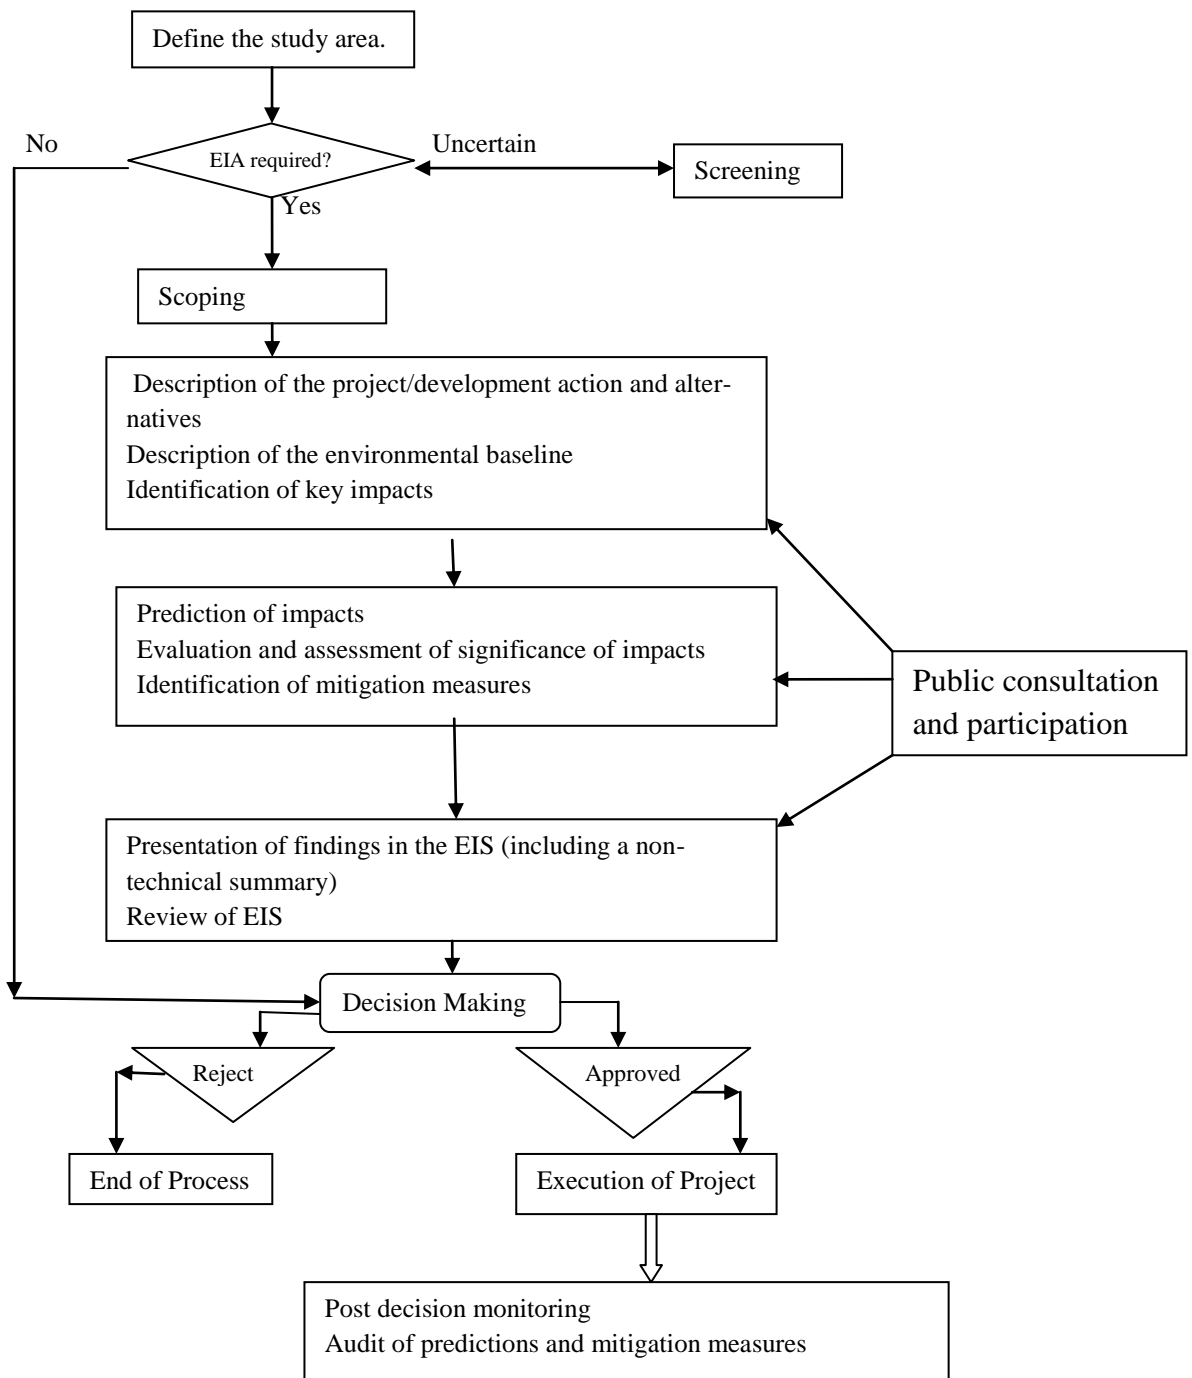 Define the study area.
No
Uncertain
EIA required?
Screening
Yes
Scoping
Description of the project/development action and alter-
natives
Description of the environmental baseline
Identification of key impacts
Prediction of impacts
Evaluation and assessment of significance of impacts
Identification of mitigation measures
Public consultation
and participation
Presentation of findings in the EIS (including a non-
technical summary)
Review of EIS
Decision Making
Reject
Approved
End of Process
Execution of Project
Post decision monitoring
Audit of predictions and mitigation measures